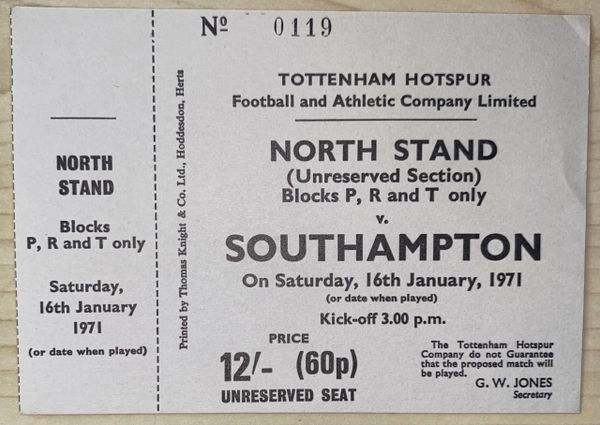 NORTH
STAND
Blocks
P, R and T only
Saturday,
16th January
1971
(or date when played)
Printed by Thomas Knight & Co. Ltd., Hoddesdon, Herts
Nº 0119
TOTTENHAM HOTSPUR
Football and Athletic Company Limited
NORTH STAND
(Unreserved Section)
Blocks P, R and T only
v.
SOUTHAMPTON
On Saturday, 16th January, 1971
(or date when played)
Kick-off 3.00 p.m.
PRICE
12/- (60p)
UNRESERVED SEAT
The Tottenham Hotspur
Company do not Guarantee
that the proposed match will
be played.
G. W. JONES
Secretary